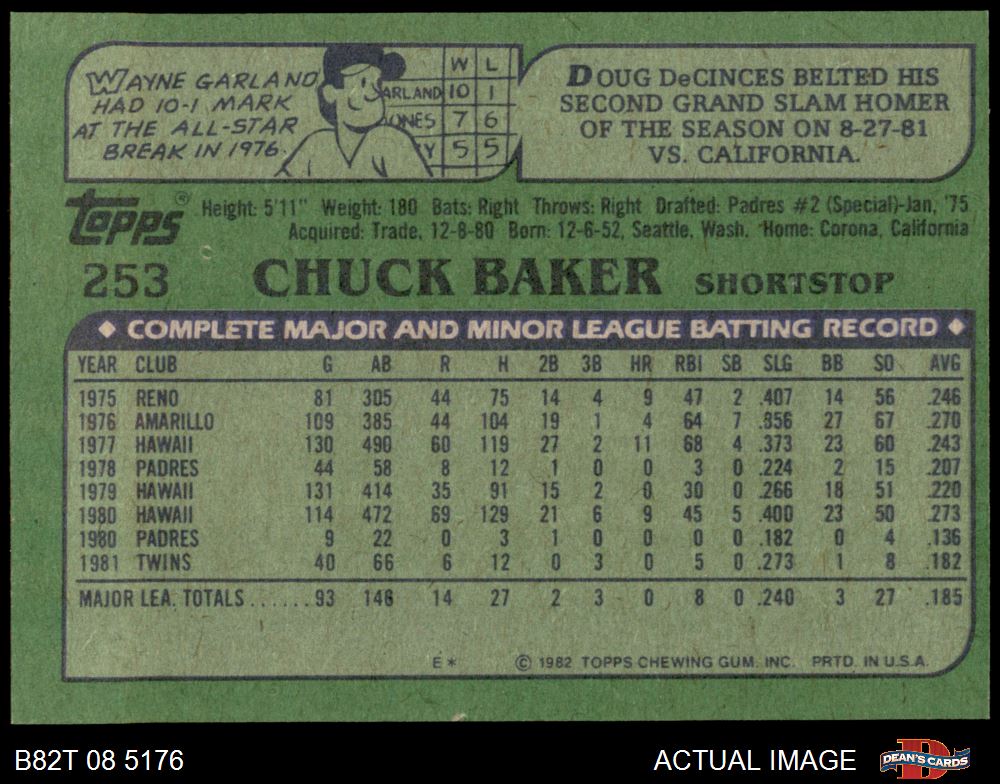 WAYNE GARLAND
HAD 10-1 MARK
AT THE ALL-STAR
BREAK IN 1976.
W L
ARLAND 10 1
ONES 7 6
Y 5 5
DOUG DeCINCES BELTED HIS
SECOND GRAND SLAM HOMER
OF THE SEASON ON 8-27-81
VS. CALIFORNIA.
TOPPS®
Height: 5'11" Weight: 180 Bats: Right Throws: Right Drafted: Padres #2 (Special)-Jan, '75
Acquired: Trade, 12-8-80 Born: 12-6-52, Seattle, Wash. Home: Corona, California
253 CHUCK BAKER SHORTSTOP
◆ COMPLETE MAJOR AND MINOR LEAGUE BATTING RECORD ◆
YEAR CLUB G AB R H 2B 3B HR RBI SB SLG BB SO AVG
1975 RENO 81 305 44 75 14 4 9 47 2 .407 14 56 .246
1976 AMARILLO 109 385 44 104 19 1 4 64 7 .356 27 67 .270
1977 HAWAII 130 490 60 119 27 2 11 68 4 .373 23 60 .243
1978 PADRES 44 58 8 12 1 0 0 3 0 .224 2 15 .207
1979 HAWAII 131 414 35 91 15 2 0 30 0 .266 18 51 .220
1980 HAWAII 114 472 69 129 21 6 9 45 5 .400 23 50 .273
1980 PADRES 9 22 0 3 1 0 0 0 0 .182 0 4 .136
1981 TWINS 40 66 6 12 0 3 0 5 0 .273 1 8 .182
MAJOR LEA. TOTALS ...... 93 146 14 27 2 3 0 8 0 .240 3 27 .185
E* © 1982 TOPPS CHEWING GUM. INC. PRTD. IN U.S.A.
B82T 08 5176 ACTUAL IMAGE DEAN'S CARDS